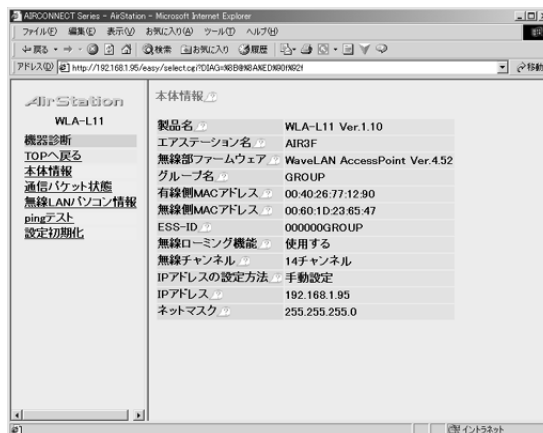 AIRCONNECT Series - AirStation - Microsoft Internet Explorer
ファイル(F) 編集(E) 表示(V) お気に入り(A) ツール(T) ヘルプ(H)
戻る 検索 お気に入り 履歴
アドレス(D) http://192.168.1.95/easy/select.cgi?DIAG=%8B@%8A%ED%90f%92f 移動
AirStation
WLA-L11
機器診断
TOPへ戻る
本体情報
通信パケット状態
無線LANパソコン情報
pingテスト
設定初期化
本体情報
製品名 WLA-L11 Ver.1.10
エアステーション名 AIR3F
無線部ファームウェア WaveLAN AccessPoint Ver.4.52
グループ名 GROUP
有線側MACアドレス 00:40:26:77:12:90
無線側MACアドレス 00:60:1D:23:65:47
ESS-ID 000000GROUP
無線ローミング機能 使用する
無線チャンネル 14チャンネル
IPアドレスの設定方法 手動設定
IPアドレス 192.168.1.95
ネットマスク 255.255.255.0
イントラネット